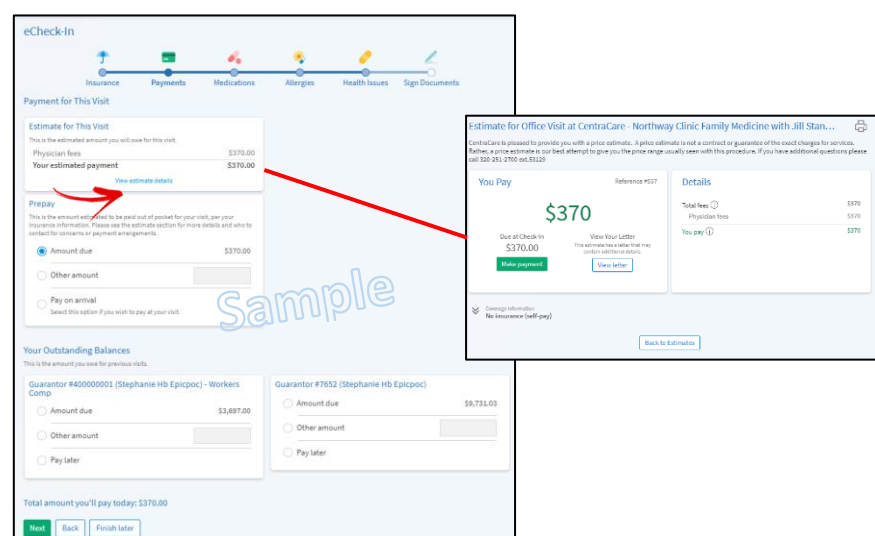 eCheck-In
Insurance
Payments
Medications
Allergies
Health Issues
Sign Documents
Payment for This Visit
Estimate for This Visit
This is the estimated amount you will owe for this visit.
Physician fees $370.00
Your estimated payment $370.00
View estimate details
Prepay
This is the amount estimated to be paid out of pocket for your visit, per your
insurance information. Please see the estimate section for more details and who to
contact for concerns or payment arrangements.
Amount due $370.00
Other amount
Pay on arrival
Select this option if you wish to pay at your visit.
Sample
Your Outstanding Balances
This is the amount you owe for previous visits.
Guarantor #400000001 (Stephanie Hb Epicpoc) - Workers
Comp
Amount due $3,697.00
Other amount
Pay later
Guarantor #7652 (Stephanie Hb Epicpoc)
Amount due $9,731.03
Other amount
Pay later
Total amount you'll pay today: $370.00
Next
Back
Finish later
Estimate for Office Visit at CentraCare - Northway Clinic Family Medicine with Jill Stan...
CentraCare is pleased to provide you with a price estimate. A price estimate is not a contract or guarantee of the exact charges for services.
Rather, a price estimate is our best attempt to give you the price range usually seen with this procedure. If you have additional questions please
call 320-251-2700 ext.53129
You Pay
Reference #557
$370
Due at Check-In
$370.00
Make payment
View Your Letter
This estimate has a letter that may
contain additional details.
View letter
Details
Total fees $370
Physician fees $370
You pay $370
Coverage Information
No insurance (self-pay)
Back to Estimates